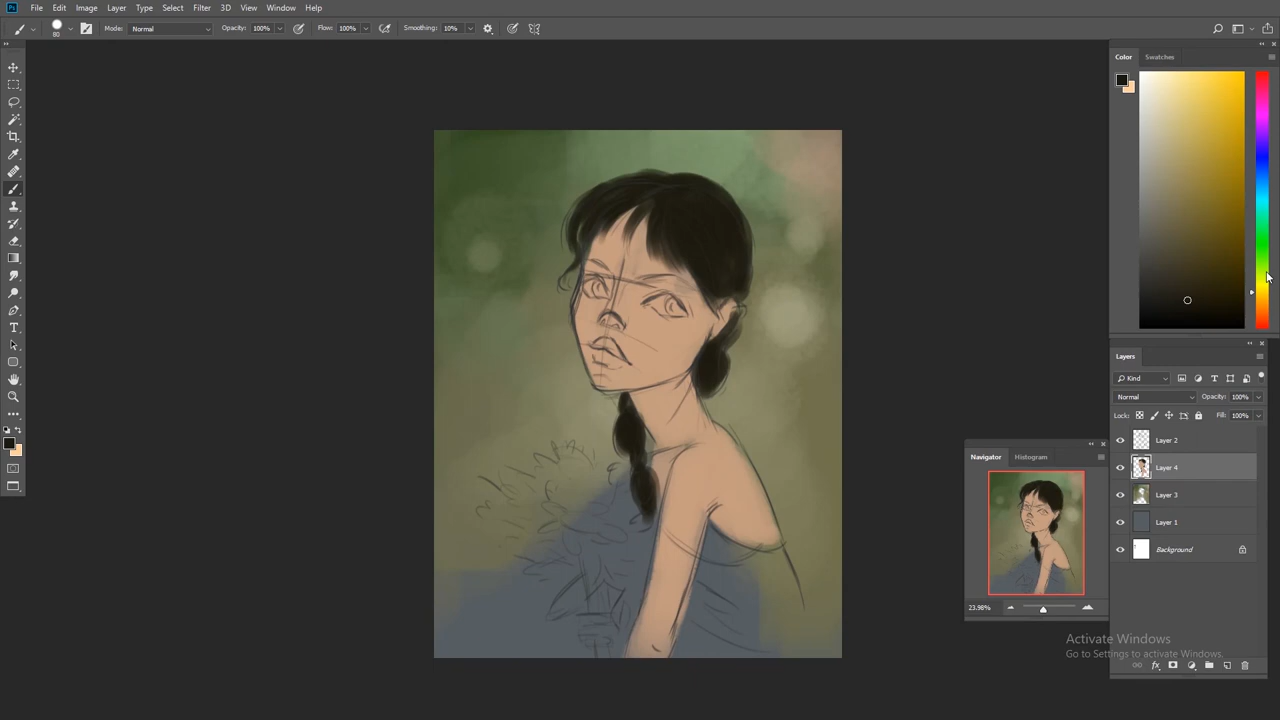 Ps File Edit Image Layer Type Select Filter 3D View Window Help
80 Mode: Normal Opacity: 100% Flow: 100% Smoothing: 10%
Color Swatches
Layers
Kind
Normal Opacity: 100%
Lock: Fill: 100%
Layer 2
Layer 4
Layer 3
Layer 1
Background
Navigator Histogram
23.98%
Activate Windows
Go to Settings to activate Windows.